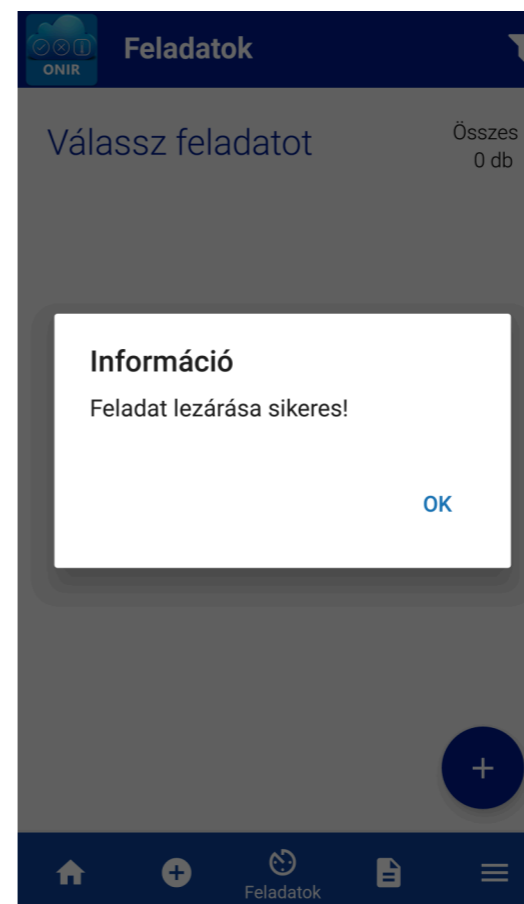 ONIR
Feladatok
Válassz feladatot
Összes
0 db
Információ
Feladat lezárása sikeres!
OK
Feladatok